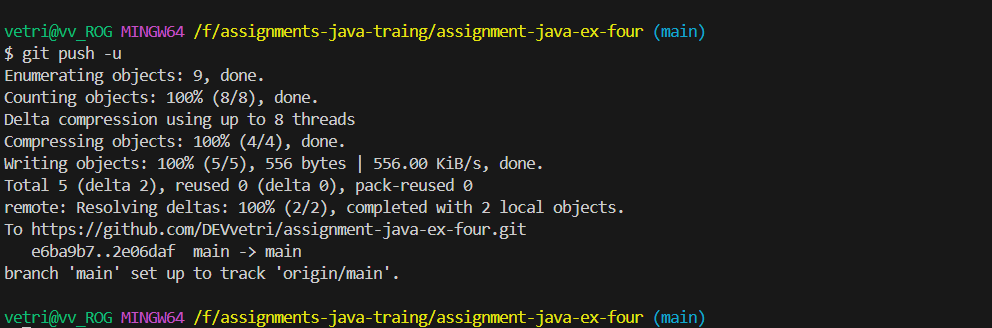 vetri@vv_ROG MINGW64 /f/assignments-java-traing/assignment-java-ex-four (main)
$ git push -u
Enumerating objects: 9, done.
Counting objects: 100% (8/8), done.
Delta compression using up to 8 threads
Compressing objects: 100% (4/4), done.
Writing objects: 100% (5/5), 556 bytes | 556.00 KiB/s, done.
Total 5 (delta 2), reused 0 (delta 0), pack-reused 0
remote: Resolving deltas: 100% (2/2), completed with 2 local objects.
To https://github.com/DEVvetri/assignment-java-ex-four.git
   e6ba9b7..2e06daf  main -> main
branch 'main' set up to track 'origin/main'.
vetri@vv_ROG MINGW64 /f/assignments-java-traing/assignment-java-ex-four (main)